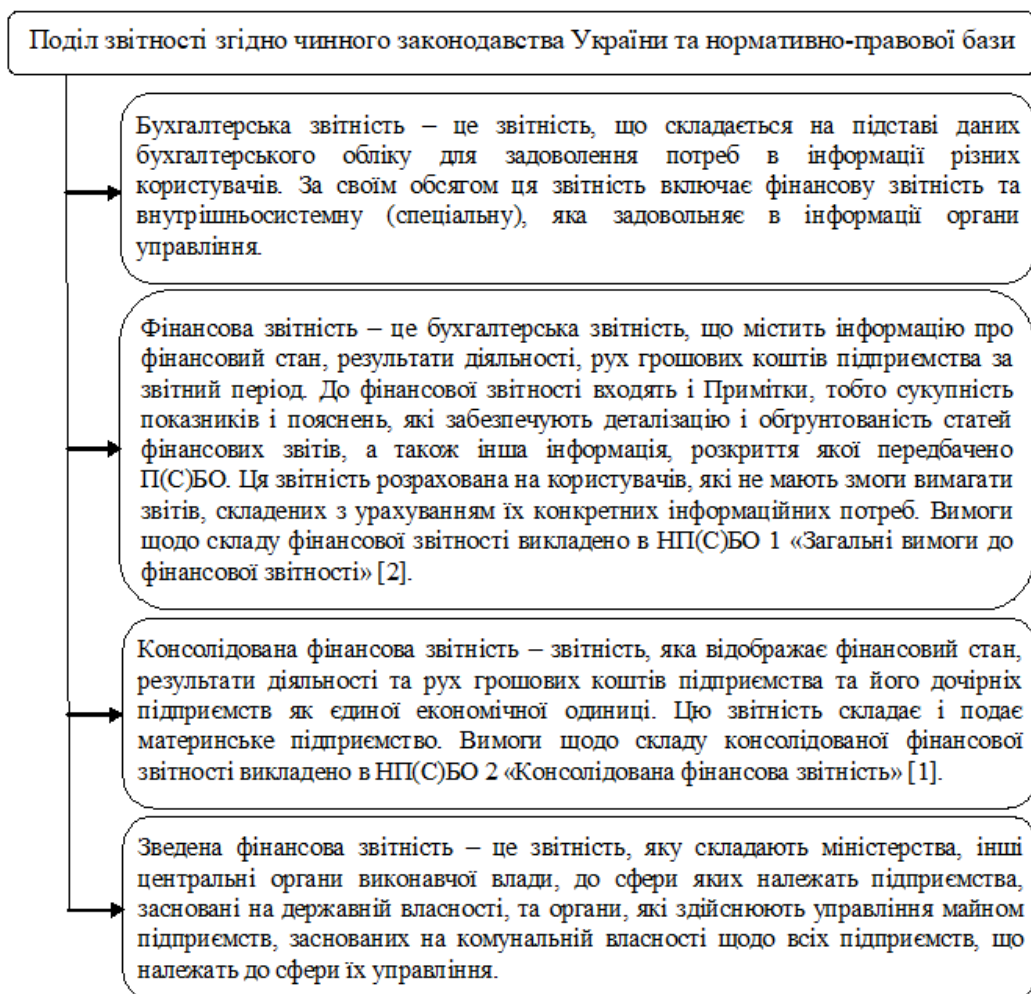 Поділ звітності згідно чинного законодавства України та нормативно-правової бази
Бухгалтерська звітність – це звітність, що складається на підставі даних
бухгалтерського обліку для задоволення потреб в інформації різних
користувачів. За своїм обсягом ця звітність включає фінансову звітність та
внутрішньосистемну (спеціальну), яка задовольняє в інформації органи
управління.
Фінансова звітність – це бухгалтерська звітність, що містить інформацію про
фінансовий стан, результати діяльності, рух грошових коштів підприємства за
звітний період. До фінансової звітності входять і Примітки, тобто сукупність
показників і пояснень, які забезпечують деталізацію і обґрунтованість статей
фінансових звітів, а також інша інформація, розкриття якої передбачено
П(С)БО. Ця звітність розрахована на користувачів, які не мають змоги вимагати
звітів, складених з урахуванням їх конкретних інформаційних потреб. Вимоги
щодо складу фінансової звітності викладено в НП(С)БО 1 «Загальні вимоги до
фінансової звітності» [2].
Консолідована фінансова звітність – звітність, яка відображає фінансовий стан,
результати діяльності та рух грошових коштів підприємства та його дочірніх
підприємств як єдиної економічної одиниці. Цю звітність складає і подає
материнське підприємство. Вимоги щодо складу консолідованої фінансової
звітності викладено в НП(С)БО 2 «Консолідована фінансова звітність» [1].
Зведена фінансова звітність – це звітність, яку складають міністерства, інші
центральні органи виконавчої влади, до сфери яких належать підприємства,
засновані на державній власності, та органи, які здійснюють управління майном
підприємств, заснованих на комунальній власності щодо всіх підприємств, що
належать до сфери їх управління.